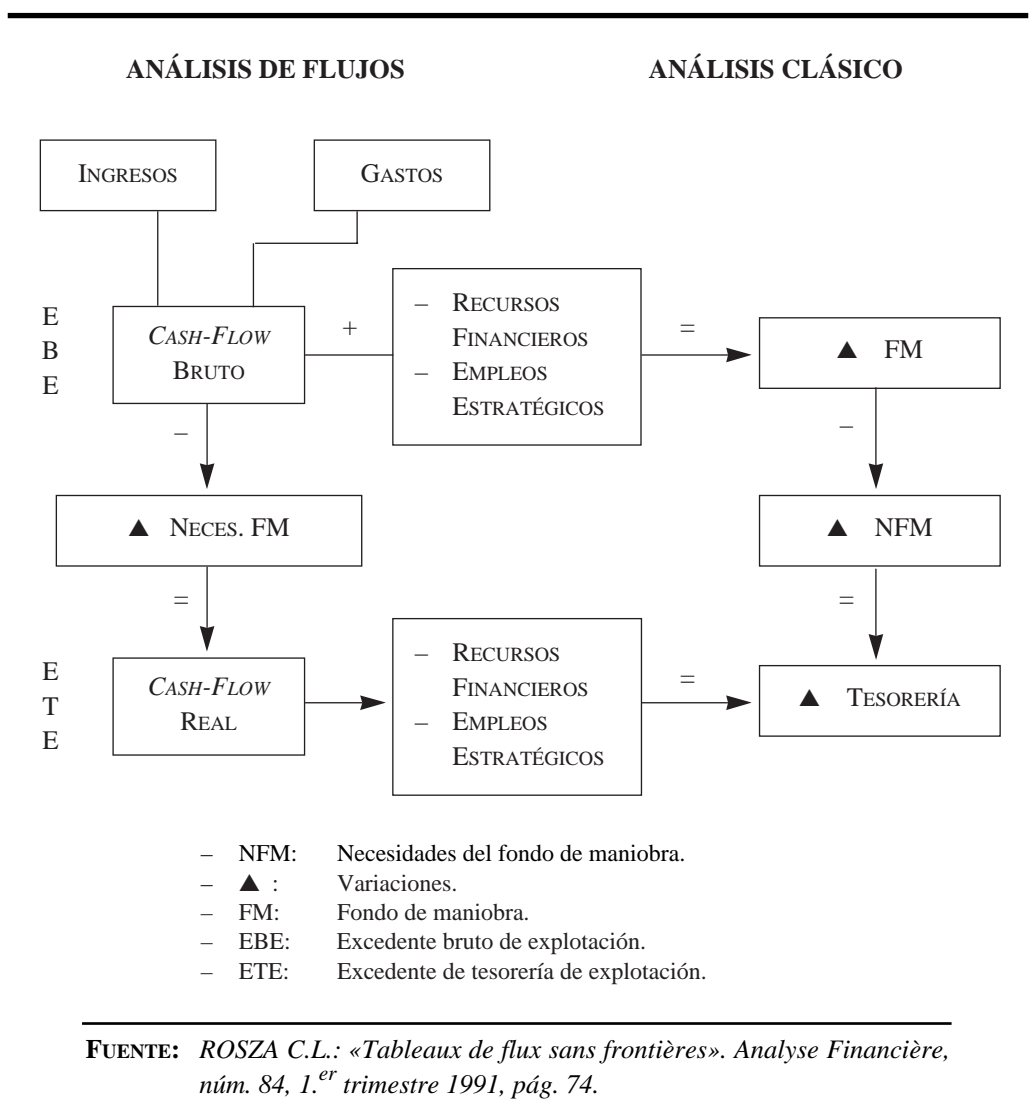 ANÁLISIS DE FLUJOS
ANÁLISIS CLÁSICO
INGRESOS
GASTOS
E
B
E
CASH-FLOW
BRUTO
+
– RECURSOS
FINANCIEROS
– EMPLEOS
ESTRATÉGICOS
=
▲ FM
–
–
▲ NECES. FM
▲ NFM
=
=
E
T
E
CASH-FLOW
REAL
– RECURSOS
FINANCIEROS
– EMPLEOS
ESTRATÉGICOS
=
▲ TESORERÍA
– NFM: Necesidades del fondo de maniobra.
– ▲ : Variaciones.
– FM: Fondo de maniobra.
– EBE: Excedente bruto de explotación.
– ETE: Excedente de tesorería de explotación.
FUENTE: ROSZA C.L.: «Tableaux de flux sans frontières». Analyse Financière,
núm. 84, 1.er trimestre 1991, pág. 74.